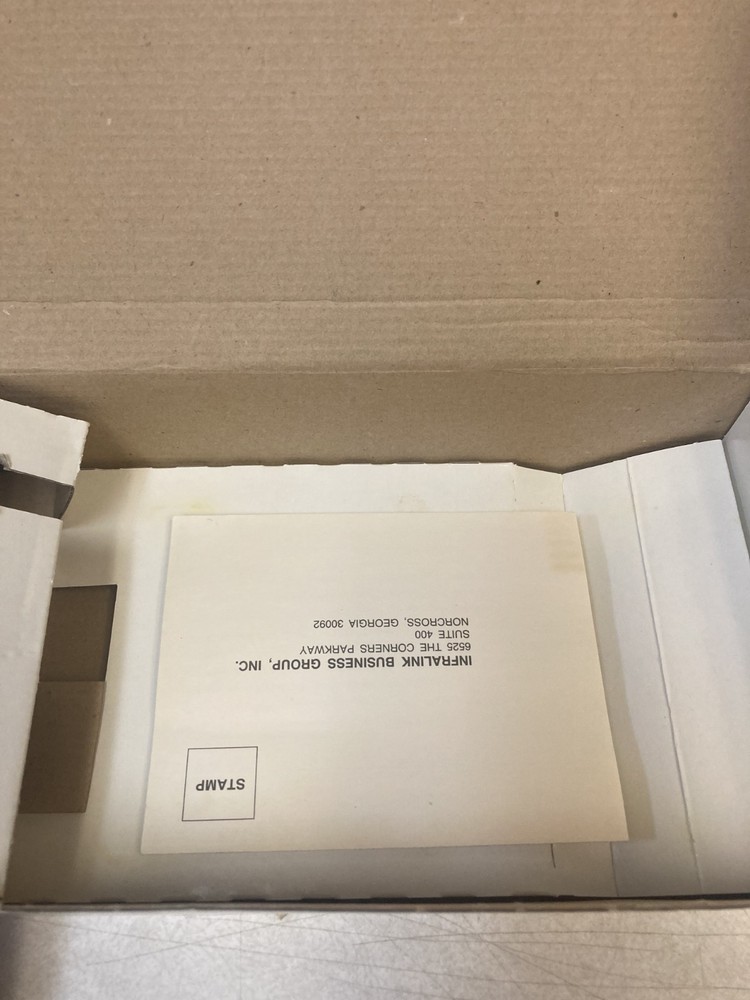 STAMP
INFRALINK BUSINESS GROUP, INC.
6525 THE CORNERS PARKWAY
SUITE 400
NORCROSS, GEORGIA 30092